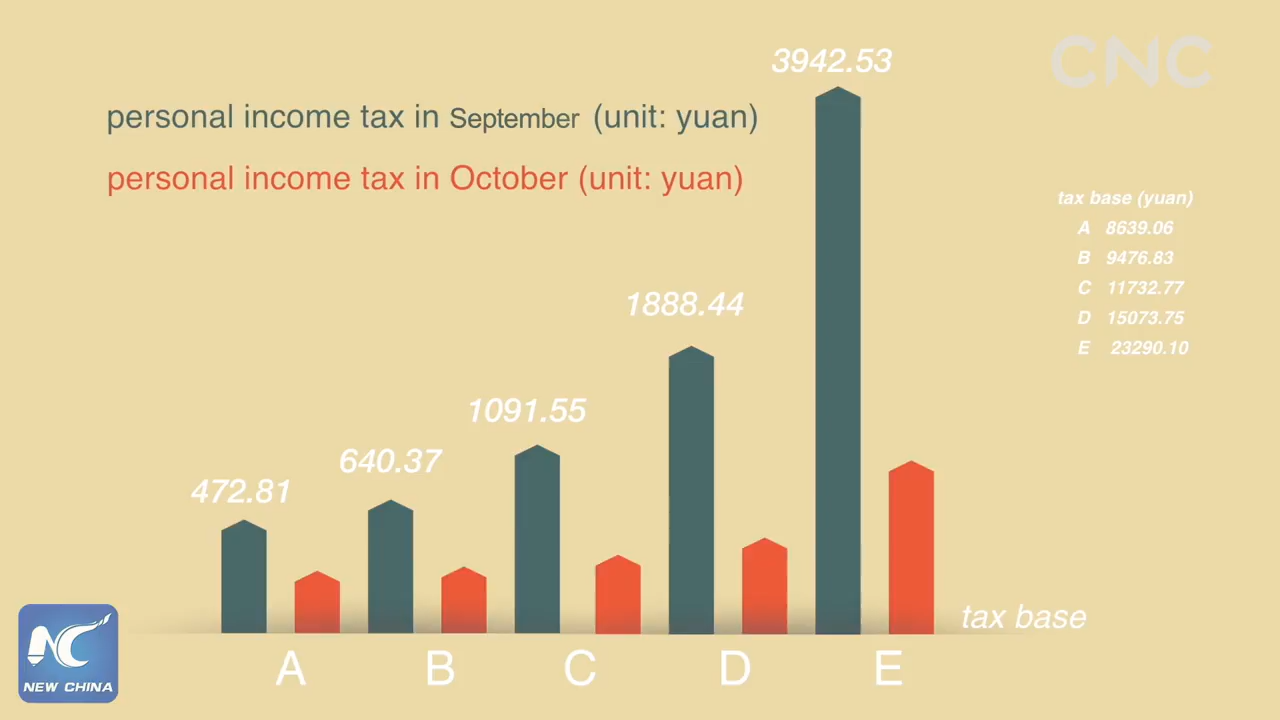 CNC
3942.53
personal income tax in September (unit: yuan)
personal income tax in October (unit: yuan)
tax base (yuan)
A 8639.06
B 9476.83
C 11732.77
D 15073.75
E 23290.10
1888.44
1091.55
640.37
472.81
tax base
A B C D E
NC
NEW CHINA